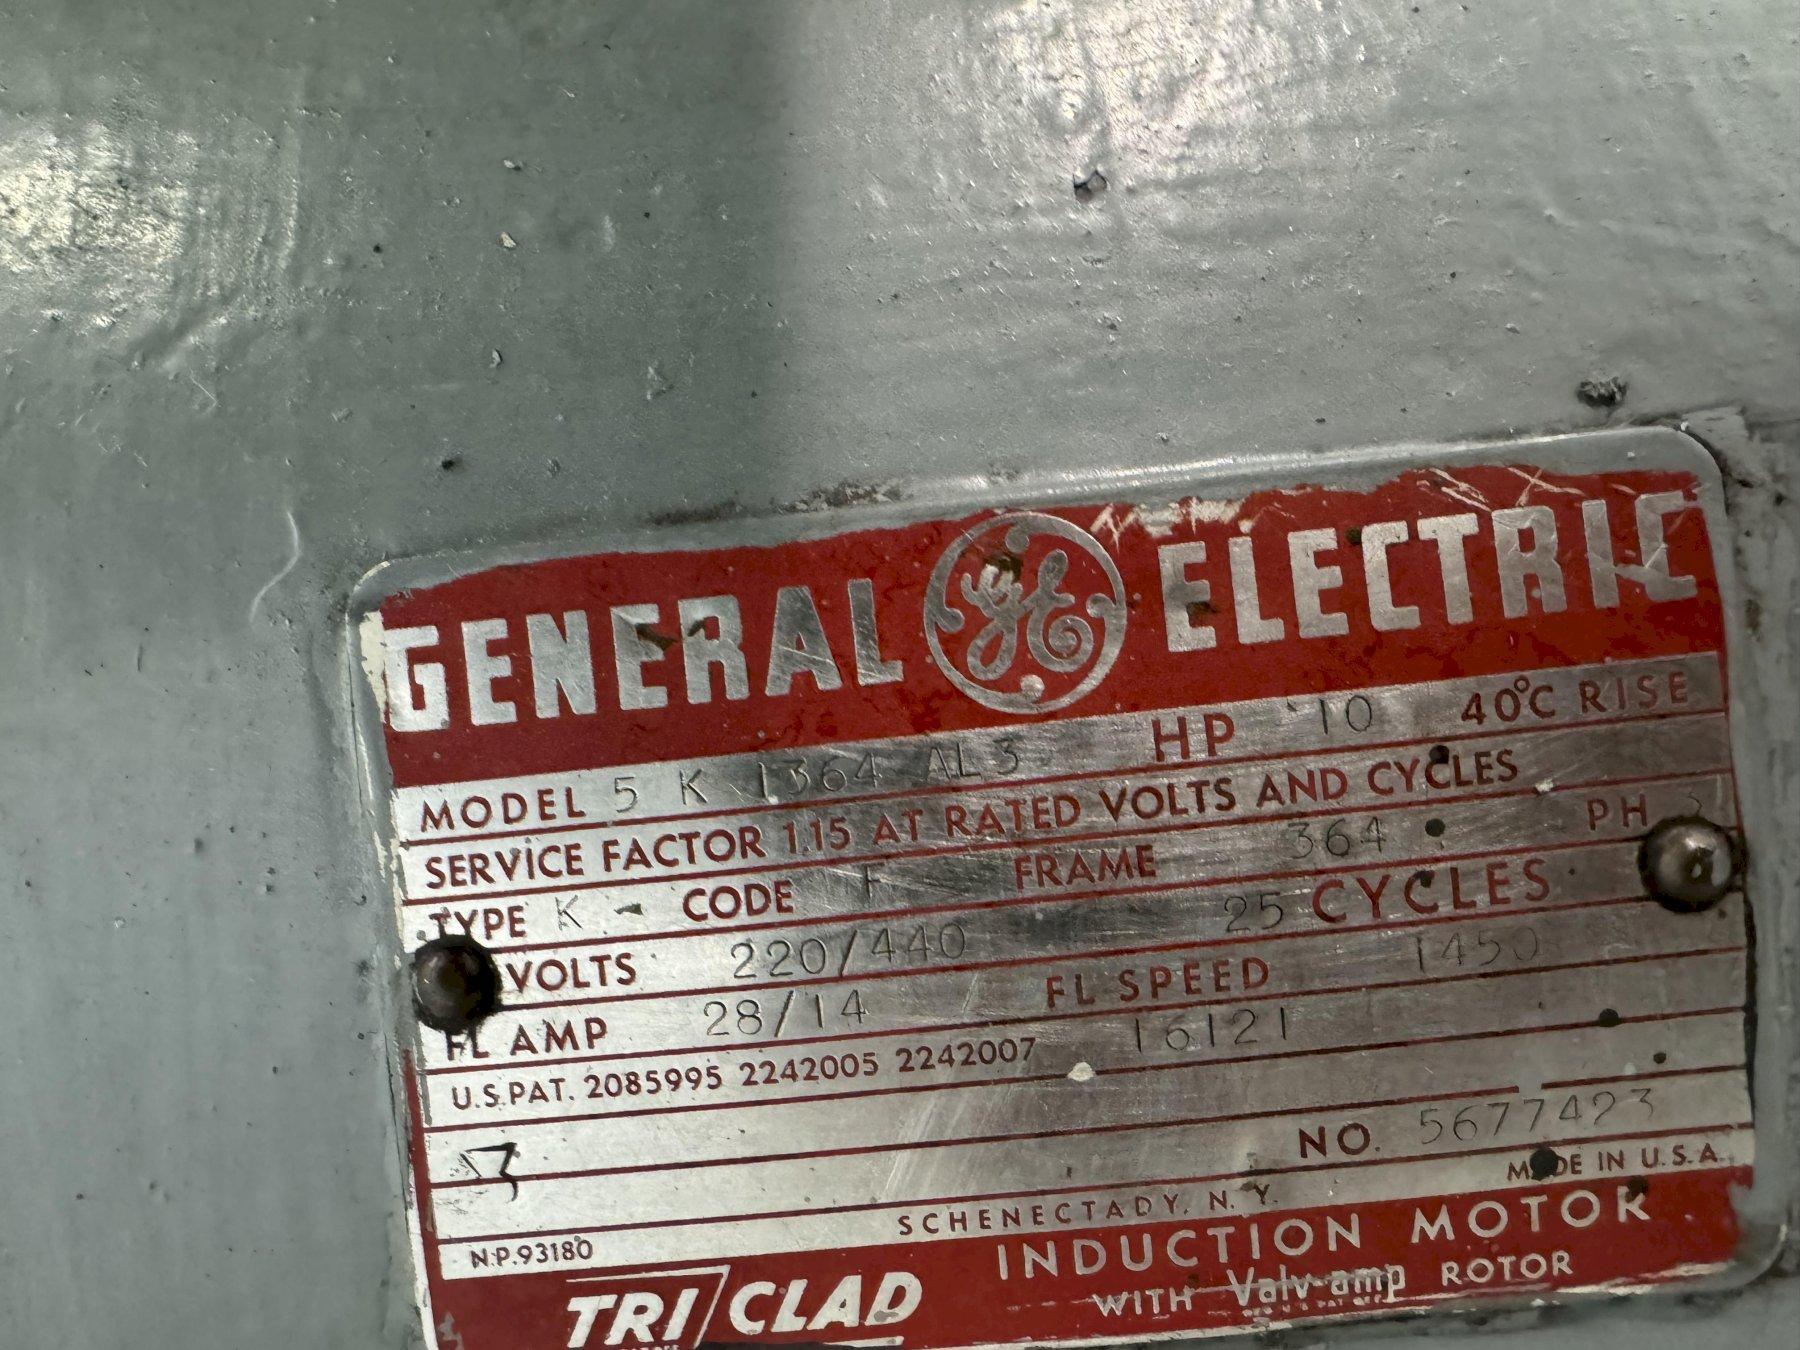 GENERAL GE ELECTRIC
MODEL 5 K 1364 AL3 HP 10 40°C RISE
SERVICE FACTOR 1.15 AT RATED VOLTS AND CYCLES
TYPE K - CODE F FRAME 364 PH 3
VOLTS 220/440 25 CYCLES
FL AMP 28/14 FL SPEED 1450
U.S.PAT. 2085995 2242005 2242007 16121
NO. 5677423
SCHENECTADY, N.Y. MADE IN U.S.A.
N.P.93180
TRI/CLAD INDUCTION MOTOR
WITH Valv-amp ROTOR